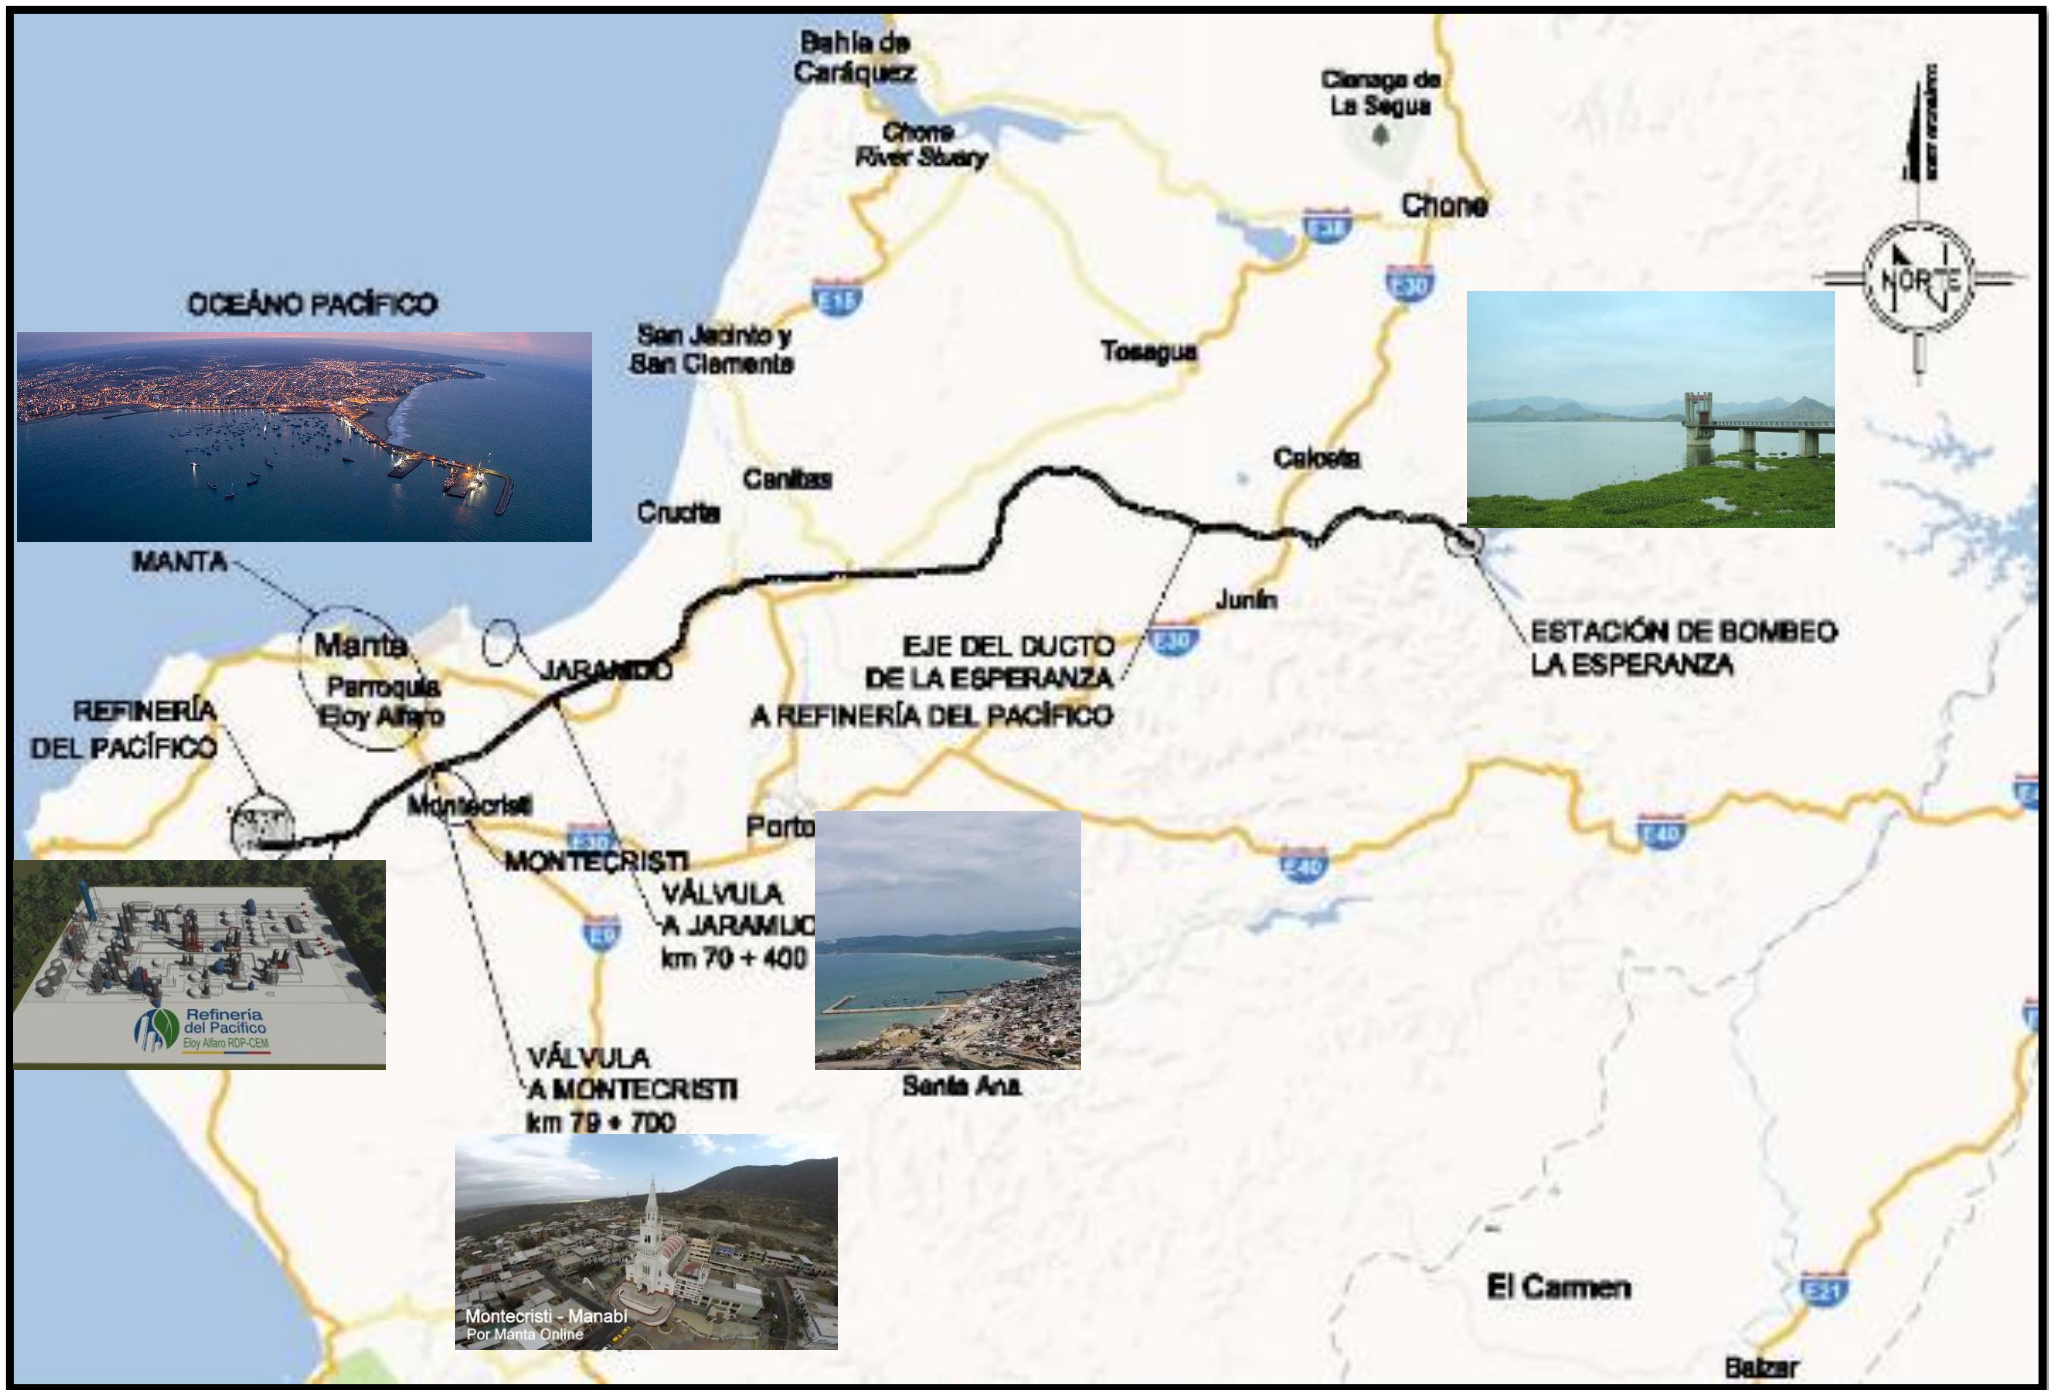 Bahía de
Caráquez
Cienaga de
La Segua
Chone
River Stuary
Chone
E38
E30
NORTE
E15
OCEÁNO PACÍFICO
San Jacinto y
San Clemente
Tosagua
Calceta
Canitas
Crucita
MANTA
Manta
JARAMIJO
Junín
E30
EJE DEL DUCTO
DE LA ESPERANZA
A REFINERÍA DEL PACÍFICO
ESTACIÓN DE BOMBEO
LA ESPERANZA
Parroquia
Eloy Alfaro
REFINERÍA
DEL PACÍFICO
Montecristi
Porto
E30
MONTECRISTI
E40
E40
VÁLVULA
A JARAMIJO
km 70 + 400
E9
Refinería
del Pacífico
Eloy Alfaro RDP-CEM
VÁLVULA
A MONTECRISTI
km 79 + 700
Santa Ana
Montecristi - Manabí
Por Manta Online
El Carmen
E21
Balzar